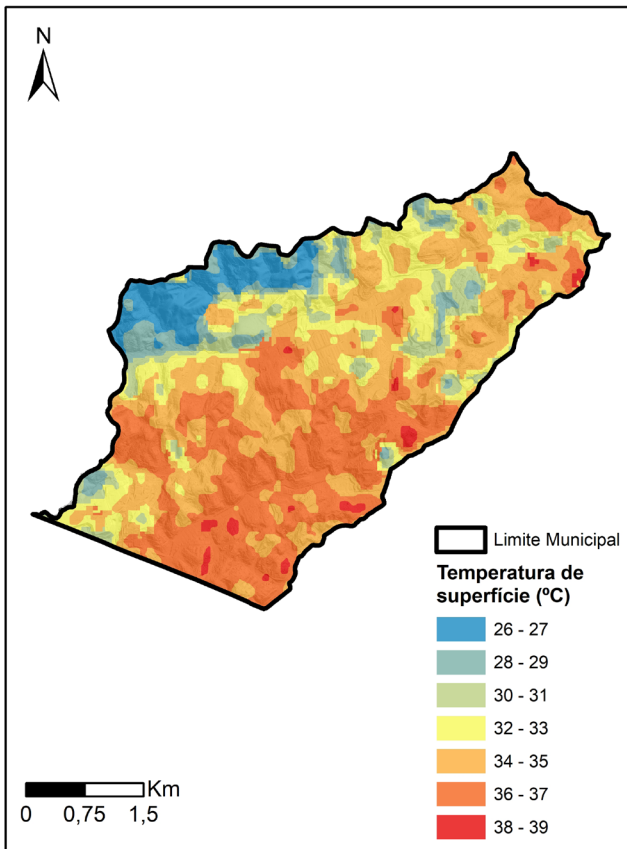 N
Limite Municipal
Temperatura de
superfície (ºC)
26 - 27
28 - 29
30 - 31
32 - 33
34 - 35
36 - 37
38 - 39
Km
0 0,75 1,5